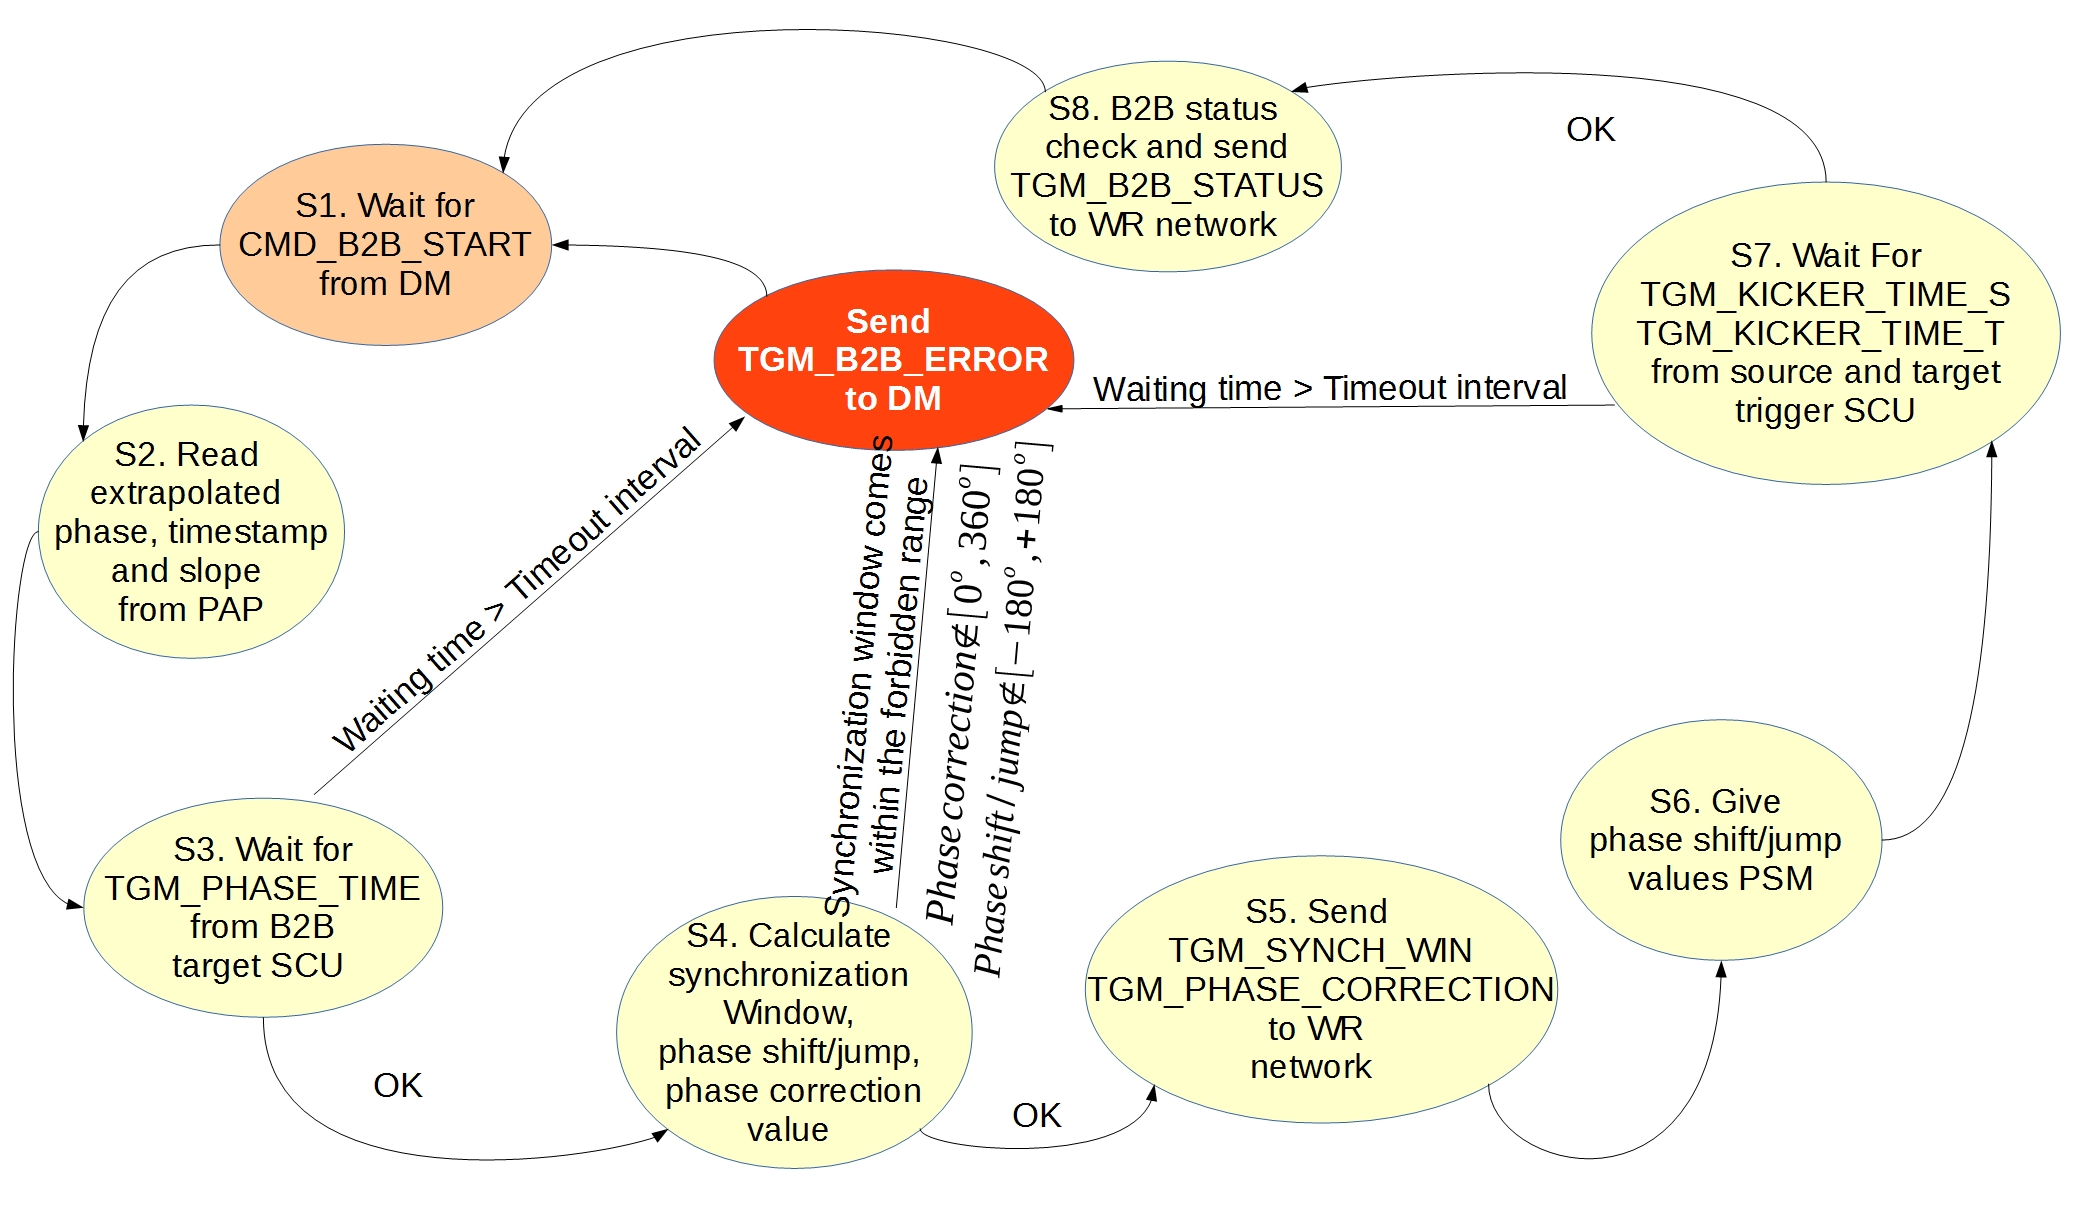 S8. B2B status
check and send
TGM_B2B_STATUS
to WR network
OK
S1. Wait for
CMD_B2B_START
from DM
S7. Wait For
TGM_KICKER_TIME_S
TGM_KICKER_TIME_T
from source and target
trigger SCU
Send
TGM_B2B_ERROR
to DM
Waiting time > Timeout interval
S2. Read
extrapolated
phase, timestamp
and slope
from PAP
Waiting time > Timeout interval
Synchronization window comes
within the forbidden range
Phase correction∉[0°,360°]
Phase shift/jump∉[−180°,+180°]
S3. Wait for
TGM_PHASE_TIME
from B2B
target SCU
OK
S4. Calculate
synchronization
Window,
phase shift/jump,
phase correction
value
OK
S5. Send
TGM_SYNCH_WIN
TGM_PHASE_CORRECTION
to WR
network
S6. Give
phase shift/jump
values PSM